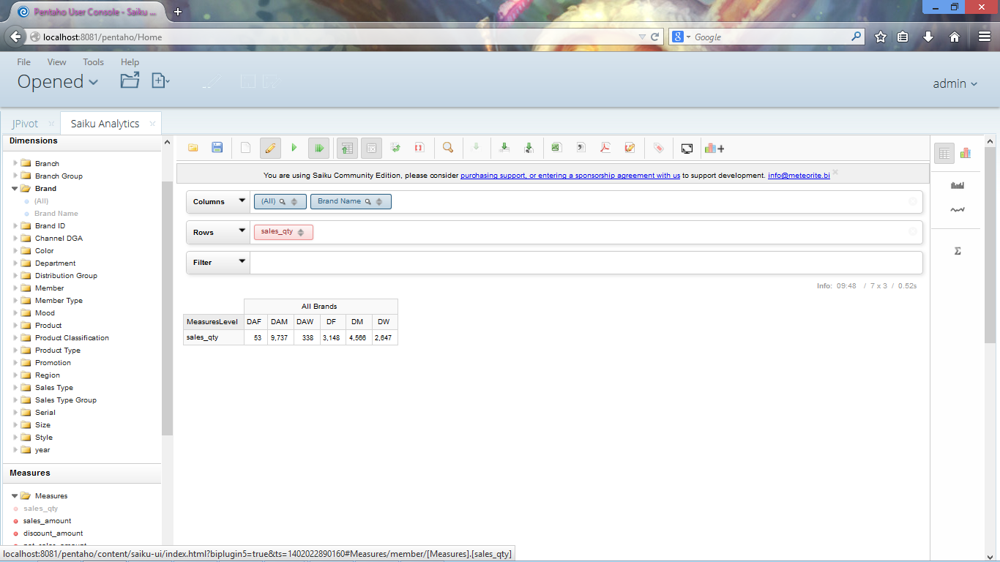 Pentaho User Console - Saiku ...
localhost:8081/pentaho/Home
Google
File View Tools Help
Opened
admin
JPivot
Saiku Analytics
Dimensions
Branch
Branch Group
Brand
(All)
Brand Name
Brand ID
Channel DGA
Color
Department
Distribution Group
Member
Member Type
Mood
Product
Product Classification
Product Type
Promotion
Region
Sales Type
Sales Type Group
Serial
Size
Style
year
Measures
Measures
sales_qty
sales_amount
discount_amount
You are using Saiku Community Edition, please consider purchasing support, or entering a sponsorship agreement with us to support development. info@meteorite.bi
Columns (All) Brand Name
Rows sales_qty
Filter
Info: 09:48 / 7 x 3 / 0.52s
All Brands
MeasuresLevel DAF DAM DAW DF DM DW
sales_qty 53 9,737 338 3,148 4,566 2,647
localhost:8081/pentaho/content/saiku-ui/index.html?biplugin5=true&ts=1402022890160#Measures/member/[Measures].[sales_qty]